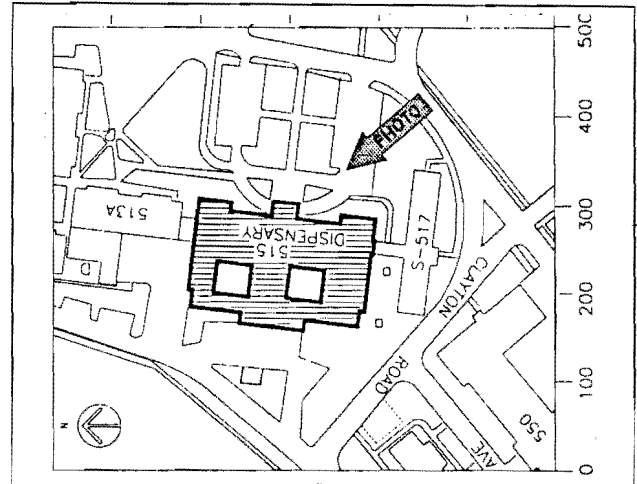 500
400
300
200
100
0
PHOTO
513A
515
DISPENSARY
S-517
CLAYTON
ROAD
AVE
550
N